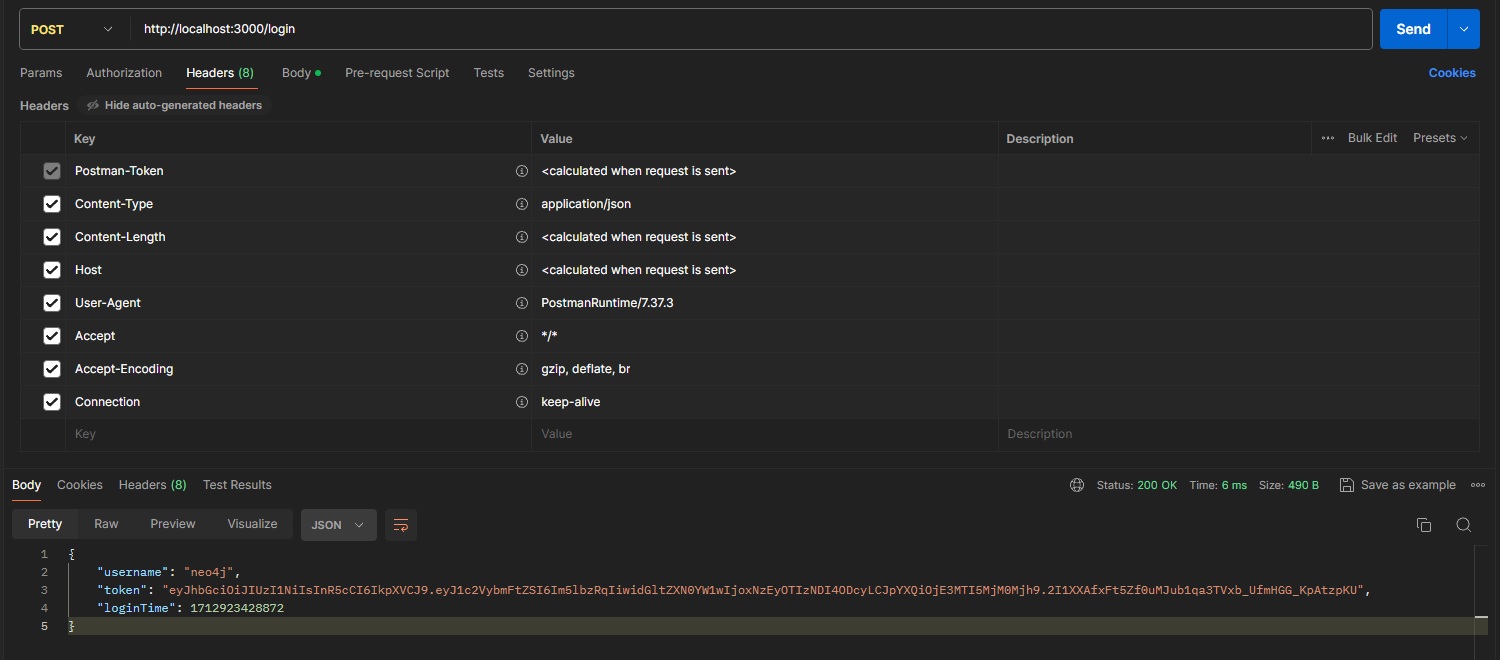 POST http://localhost:3000/login Send
Params Authorization Headers (8) Body Pre-request Script Tests Settings Cookies
Headers Hide auto-generated headers
Key Value Description Bulk Edit Presets
Postman-Token <calculated when request is sent>
Content-Type application/json
Content-Length <calculated when request is sent>
Host <calculated when request is sent>
User-Agent PostmanRuntime/7.37.3
Accept */*
Accept-Encoding gzip, deflate, br
Connection keep-alive
Key Value Description
Body Cookies Headers (8) Test Results Status: 200 OK Time: 6 ms Size: 490 B Save as example
Pretty Raw Preview Visualize JSON
1 {
2 "username": "neo4j",
3 "token": "eyJhbGciOiJIUzI1NiIsInR5cCI6IkpXVCJ9.eyJ1c2VybmFtZSI6Im5lbzRqIiwidGltZXN0YW1wIjoxNzEyOTIzNDI4ODcyLCJpYXQiOjE3MTI5MjM0Mjh9.2I1XXAfxFt5Zf0uMJub1qa3TVxb_UfmHGG_KpAtzpKU",
4 "loginTime": 1712923428872
5 }